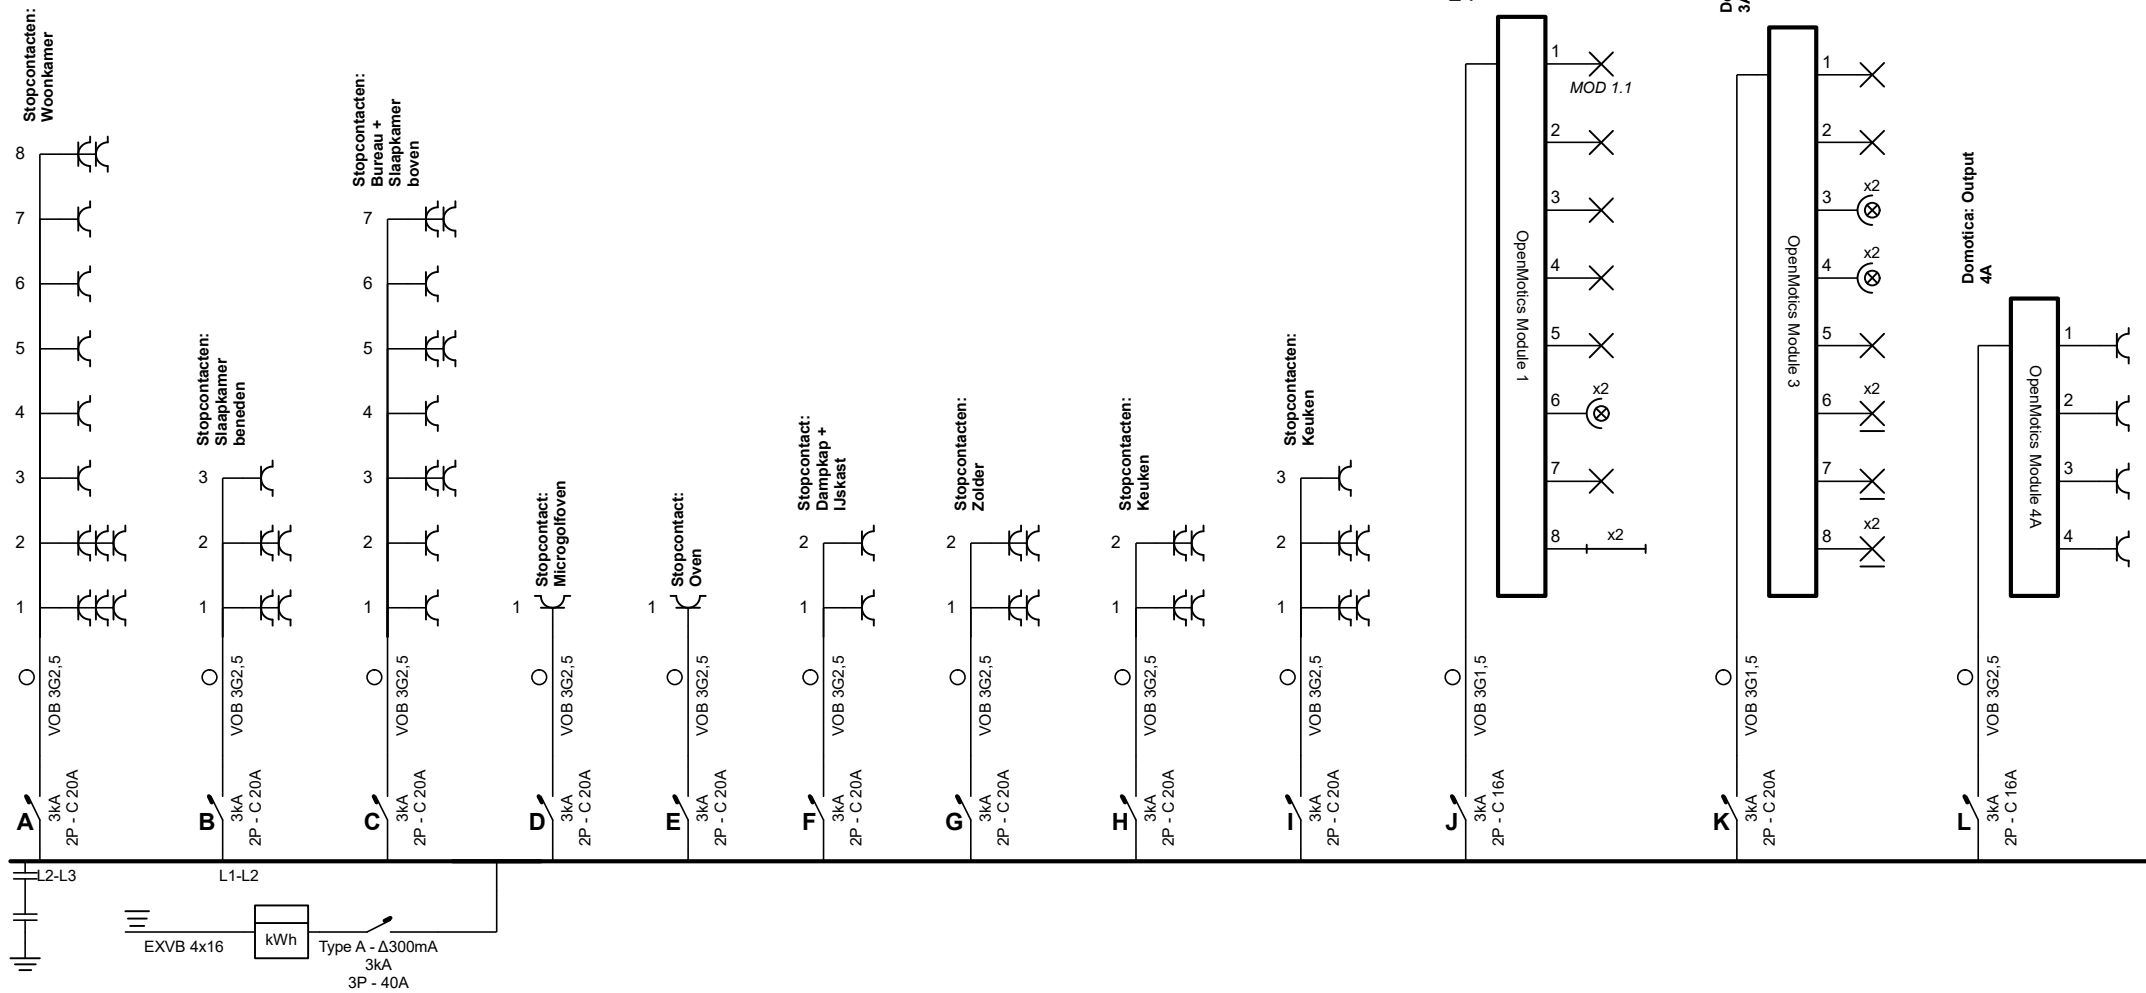 Stopcontacten:
Woonkamer
8
7
6
5
4
3
2
1
VOB 3G2,5
A
3kA
2P - C 20A
Stopcontacten:
Slaapkamer
beneden
3
2
1
VOB 3G2,5
B
3kA
2P - C 20A
Stopcontacten:
Bureau +
Slaapkamer
boven
7
6
5
4
3
2
1
VOB 3G2,5
C
3kA
2P - C 20A
Stopcontact:
Microgolfoven
1
VOB 3G2,5
D
3kA
2P - C 20A
Stopcontact:
Oven
1
VOB 3G2,5
E
3kA
2P - C 20A
Stopcontact:
Dampkap +
IJskast
2
1
VOB 3G2,5
F
3kA
2P - C 20A
Stopcontacten:
Zolder
2
1
VOB 3G2,5
G
3kA
2P - C 20A
Stopcontacten:
Keuken
2
1
VOB 3G2,5
H
3kA
2P - C 20A
Stopcontacten:
Keuken
3
2
1
VOB 3G2,5
I
3kA
2P - C 20A
OpenMotics Module 1
1
MOD 1.1
2
3
4
5
6
x2
7
8
x2
VOB 3G1,5
J
3kA
2P - C 16A
OpenMotics Module 3
1
2
3
x2
4
x2
5
6
x2
7
8
x2
VOB 3G1,5
K
3kA
2P - C 20A
Domotica: Output
4A
OpenMotics Module 4A
1
2
3
4
VOB 3G2,5
L
3kA
2P - C 16A
L2-L3
L1-L2
EXVB 4x16
kWh
Type A - Δ300mA
3kA
3P - 40A